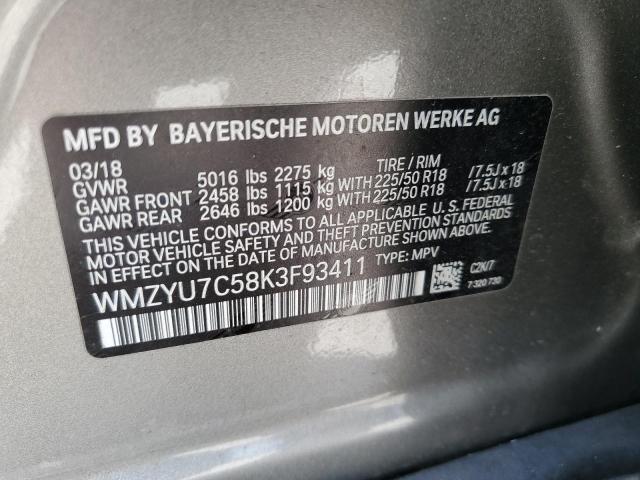 MFD BY BAYERISCHE MOTOREN WERKE AG
03/18 TIRE / RIM
GVWR 5016 lbs 2275 kg
GAWR FRONT 2458 lbs 1115 kg WITH 225/50 R18 /7.5J x 18
GAWR REAR 2646 lbs 1200 kg WITH 225/50 R18 /7.5J x 18
THIS VEHICLE CONFORMS TO ALL APPLICABLE U. S. FEDERAL
MOTOR VEHICLE SAFETY AND THEFT PREVENTION STANDARDS
IN EFFECT ON THE DATE OF MANUFACTURE SHOWN ABOVE.
WMZYU7C58K3F93411 TYPE: MPV
C2K/7
7 320 730